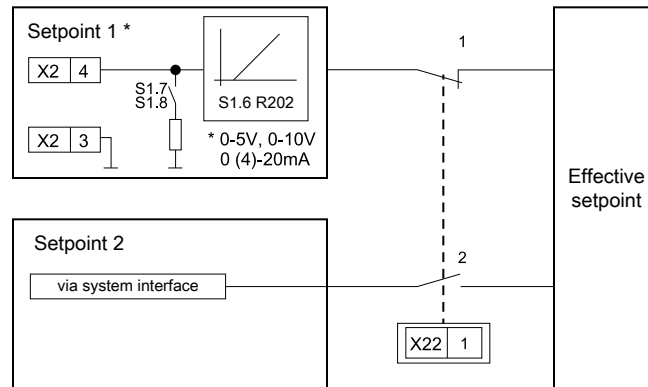 Setpoint 1 *
X2 4
S1.7
S1.8
S1.6 R202
X2 3
* 0-5V, 0-10V
0 (4)-20mA
1
Effective
setpoint
Setpoint 2
via system interface
2
X22 1